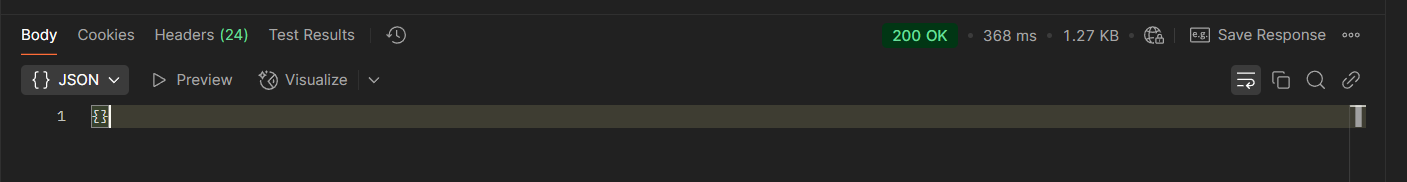 Body Cookies Headers (24) Test Results 200 OK • 368 ms • 1.27 KB • e.g. Save Response
{} JSON Preview Visualize
1 {}